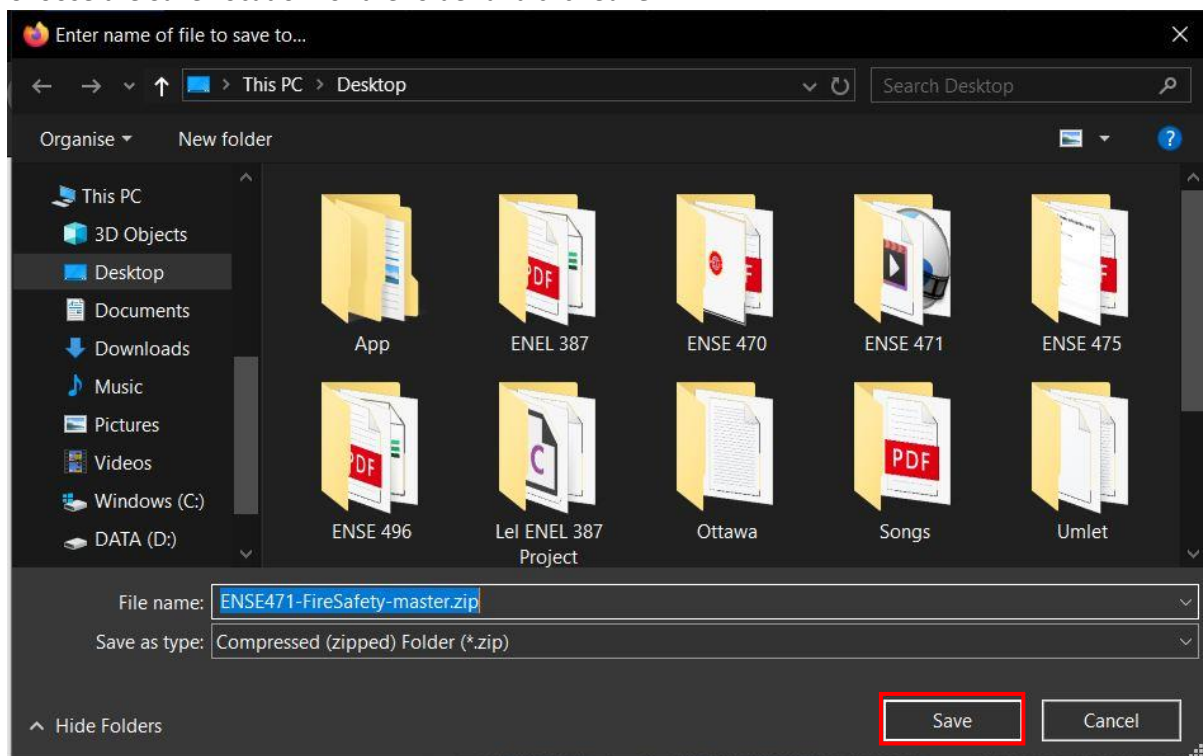 Enter name of file to save to...
This PC > Desktop
Search Desktop
Organise
New folder
This PC
3D Objects
Desktop
Documents
Downloads
Music
Pictures
Videos
Windows (C:)
DATA (D:)
App
ENEL 387
ENSE 470
ENSE 471
ENSE 475
ENSE 496
Lel ENEL 387
Project
Ottawa
Songs
Umlet
PDF
PDF
PDF
C
File name: ENSE471-FireSafety-master.zip
Save as type: Compressed (zipped) Folder (*.zip)
Hide Folders
Save
Cancel